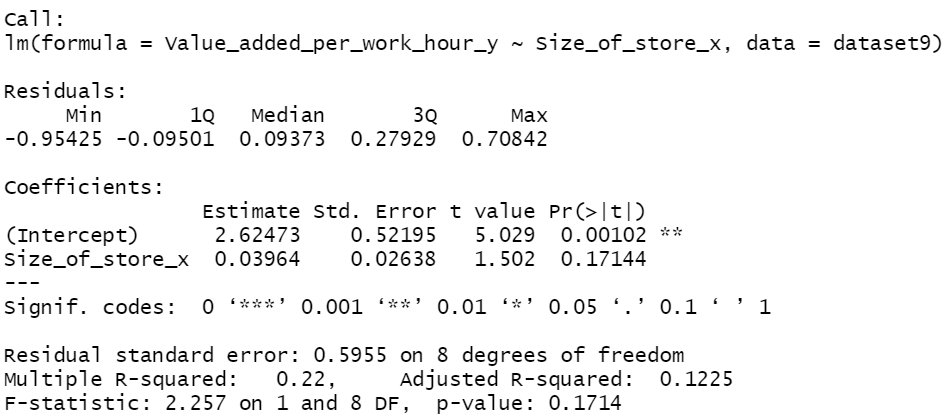 Call:
lm(formula = Value_added_per_work_hour_y ~ Size_of_store_x, data = dataset9)
Residuals:
Min 1Q Median 3Q Max
-0.95425 -0.09501 0.09373 0.27929 0.70842
Coefficients:
Estimate Std. Error t value Pr(>|t|)
(Intercept) 2.62473 0.52195 5.029 0.00102 **
Size_of_store_x 0.03964 0.02638 1.502 0.17144
---
Signif. codes: 0 ‘***’ 0.001 ‘**’ 0.01 ‘*’ 0.05 ‘.’ 0.1 ‘ ’ 1
Residual standard error: 0.5955 on 8 degrees of freedom
Multiple R-squared: 0.22, Adjusted R-squared: 0.1225
F-statistic: 2.257 on 1 and 8 DF, p-value: 0.1714